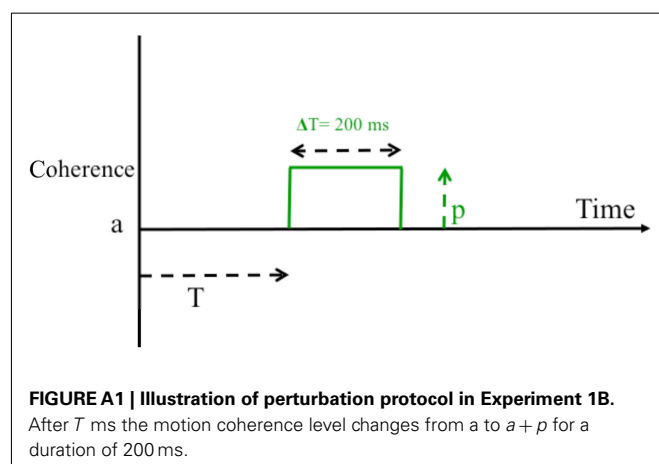 ΔT= 200 ms
Coherence
a
p
Time
T
FIGURE A1 | Illustration of perturbation protocol in Experiment 1B.
After T ms the motion coherence level changes from a to a + p for a
duration of 200 ms.